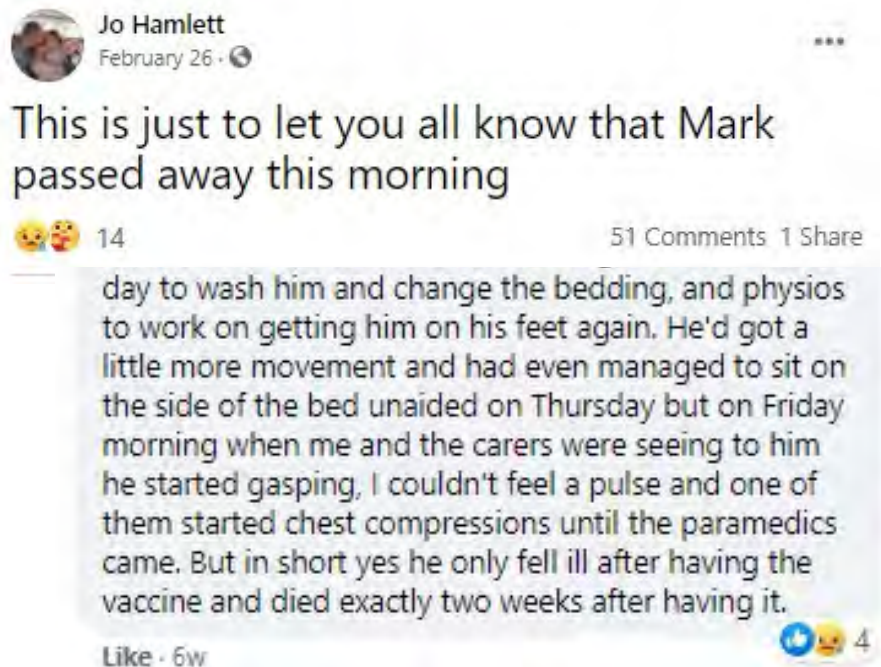 Jo Hamlett
February 26 ·
This is just to let you all know that Mark
passed away this morning
14
51 Comments 1 Share
day to wash him and change the bedding, and physios
to work on getting him on his feet again. He'd got a
little more movement and had even managed to sit on
the side of the bed unaided on Thursday but on Friday
morning when me and the carers were seeing to him
he started gasping, I couldn't feel a pulse and one of
them started chest compressions until the paramedics
came. But in short yes he only fell ill after having the
vaccine and died exactly two weeks after having it.
4
Like · 6w